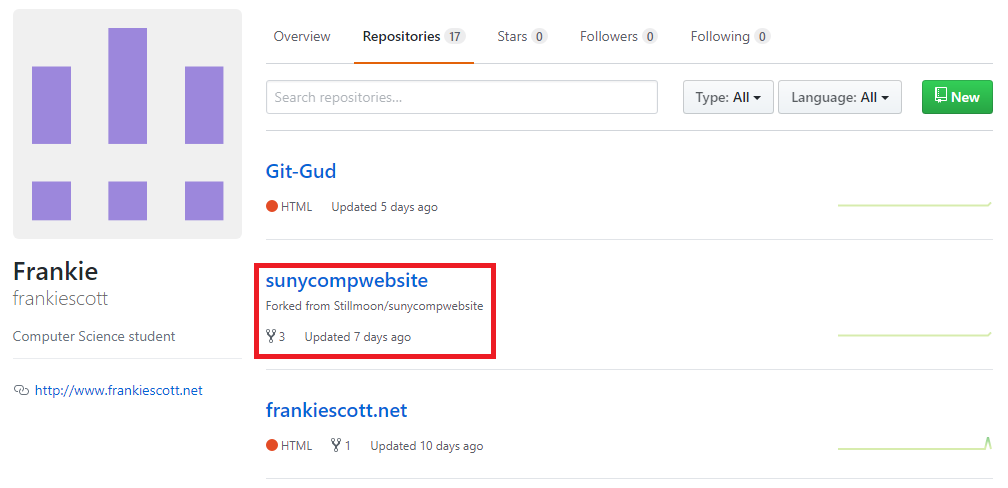 Overview Repositories 17 Stars 0 Followers 0 Following 0
Search repositories... Type: All Language: All New
Git-Gud
HTML Updated 5 days ago
Frankie
frankiescott
Computer Science student
http://www.frankiescott.net
sunycompwebsite
Forked from Stillmoon/sunycompwebsite
3 Updated 7 days ago
frankiescott.net
HTML 1 Updated 10 days ago